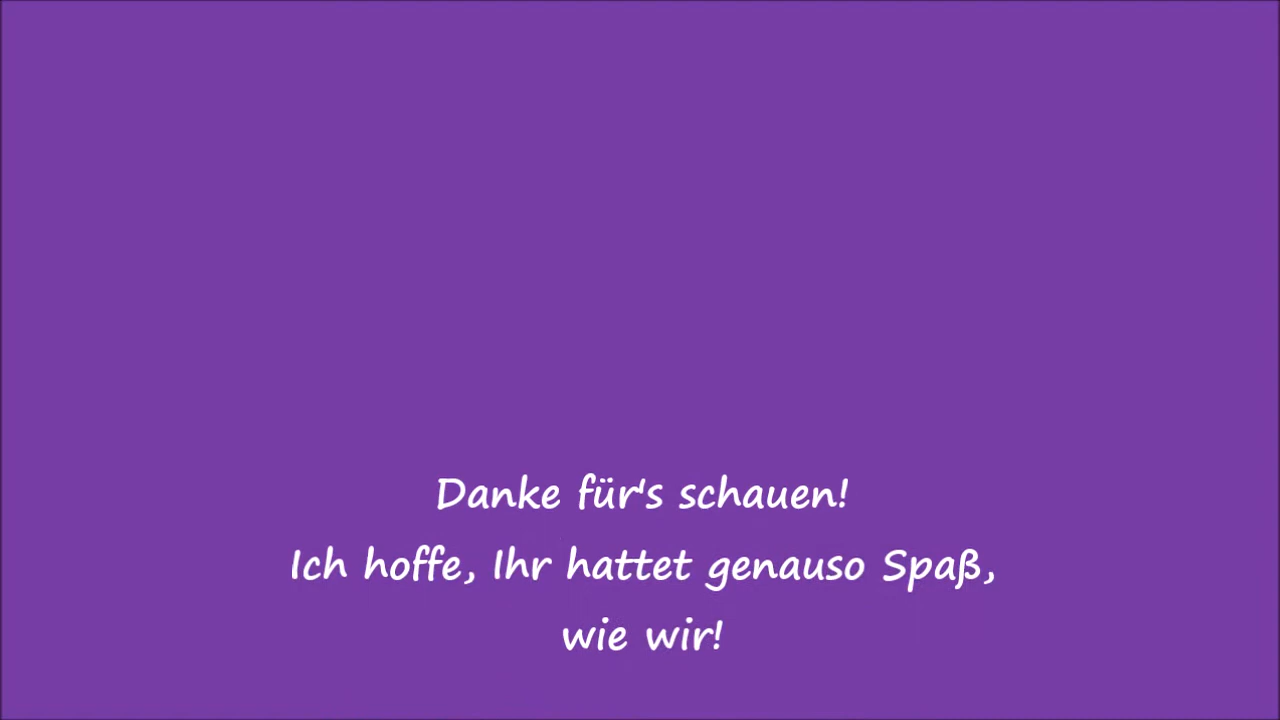 Danke für's schauen!
Ich hoffe, Ihr hattet genauso Spaß,
wie wir!